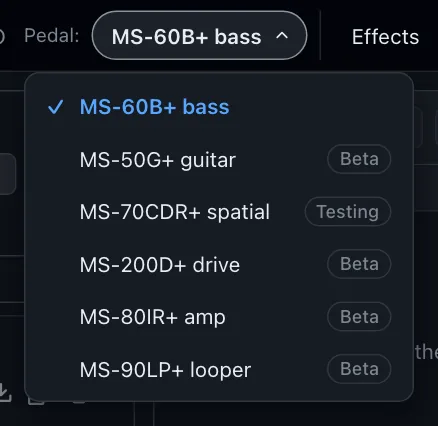 Pedal: MS-60B+ bass Effects
MS-60B+ bass
MS-50G+ guitar Beta
MS-70CDR+ spatial Testing
MS-200D+ drive Beta
MS-80IR+ amp Beta
MS-90LP+ looper Beta
the